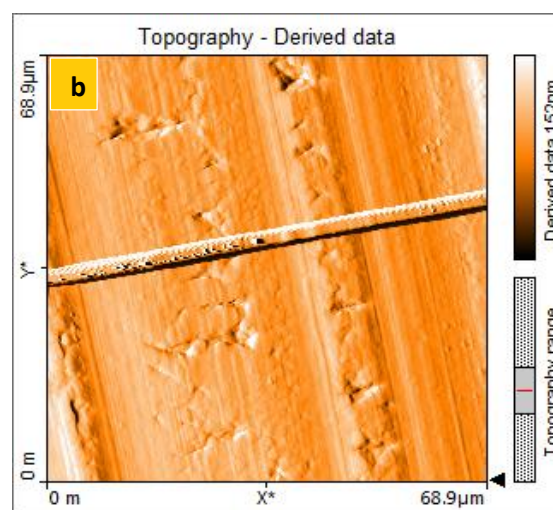 Topography - Derived data
b
68.9µm
Y*
0 m
0 m
X*
68.9µm
Derived data 152nm
Topography range